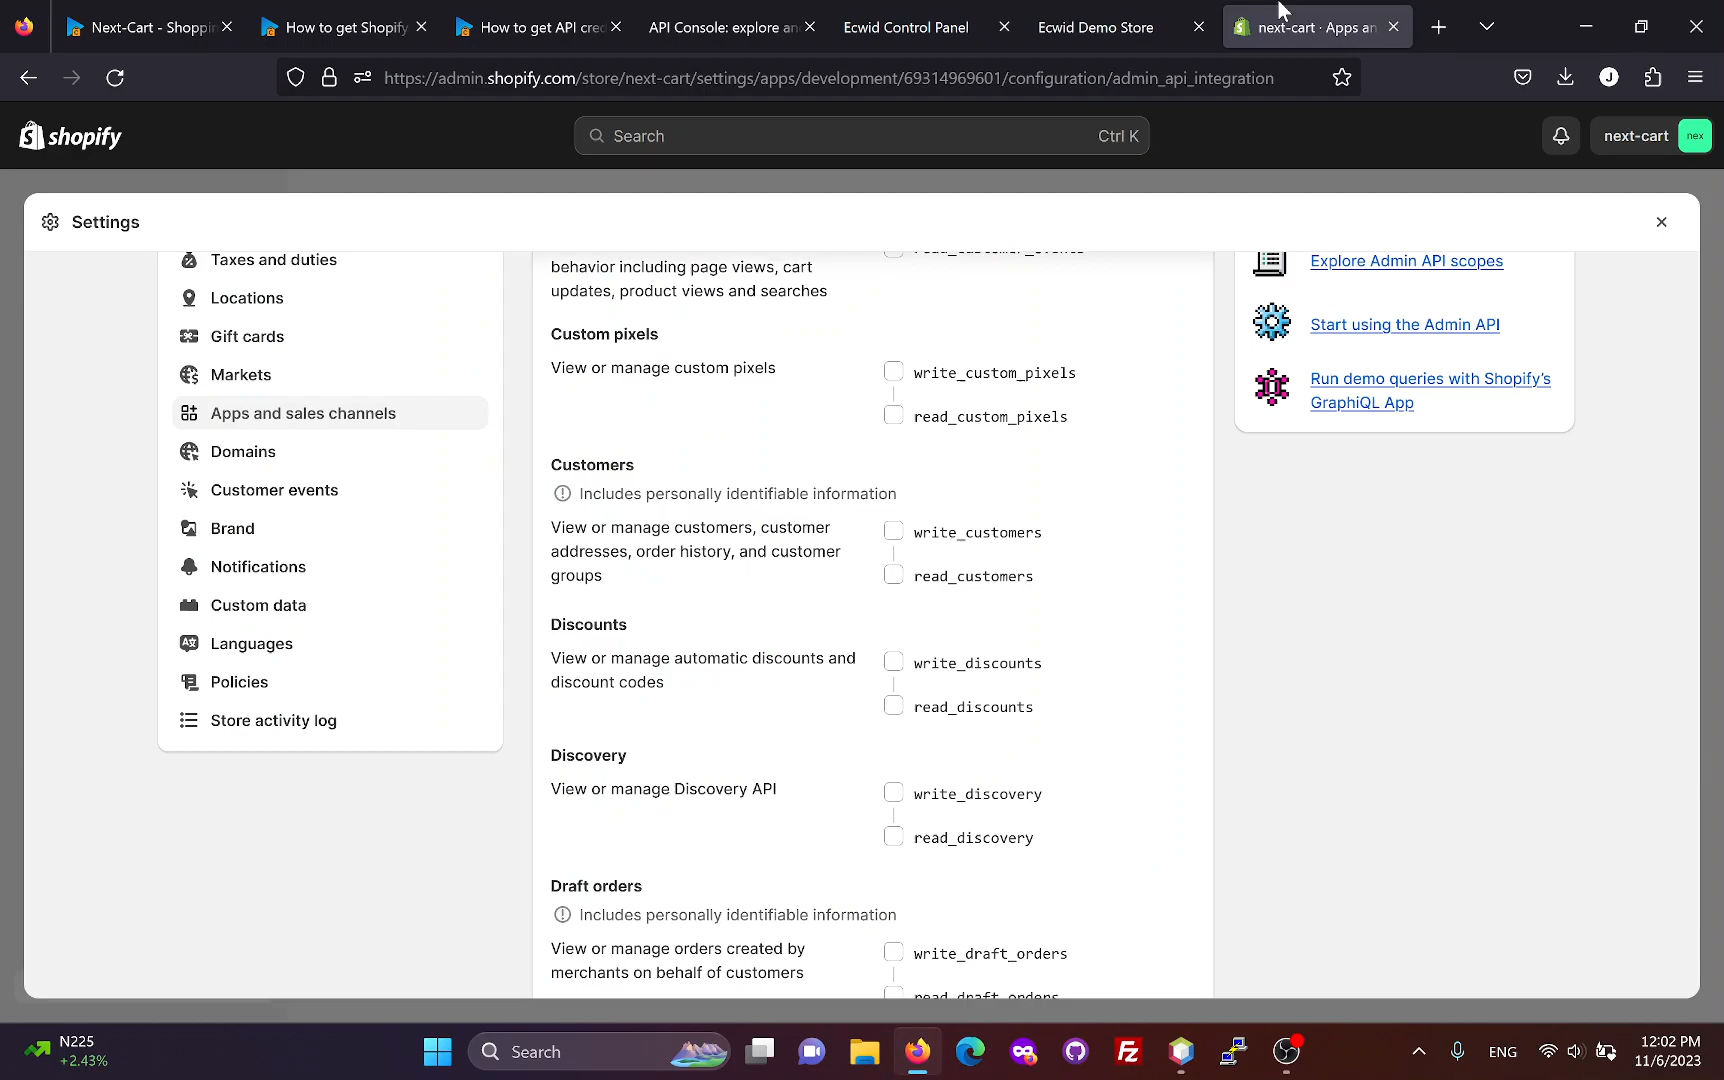 Next-Cart - Shoppin
How to get Shopify
How to get API cred
API Console: explore an
Ecwid Control Panel
Ecwid Demo Store
next-cart · Apps an
https://admin.shopify.com/store/next-cart/settings/apps/development/69314969601/configuration/admin_api_integration
J
shopify
Search
Ctrl K
next-cart
nex
Settings
Taxes and duties
Locations
Gift cards
Markets
Apps and sales channels
Domains
Customer events
Brand
Notifications
Custom data
Languages
Policies
Store activity log
read_customer_events
behavior including page views, cart
updates, product views and searches
Custom pixels
View or manage custom pixels
write_custom_pixels
read_custom_pixels
Customers
Includes personally identifiable information
View or manage customers, customer
addresses, order history, and customer
groups
write_customers
read_customers
Discounts
View or manage automatic discounts and
discount codes
write_discounts
read_discounts
Discovery
View or manage Discovery API
write_discovery
read_discovery
Draft orders
Includes personally identifiable information
View or manage orders created by
merchants on behalf of customers
write_draft_orders
read_draft_orders
Explore Admin API scopes
Start using the Admin API
Run demo queries with Shopify's
GraphiQL App
N225
+2.43%
Search
Fz
ENG
12:02 PM
11/6/2023